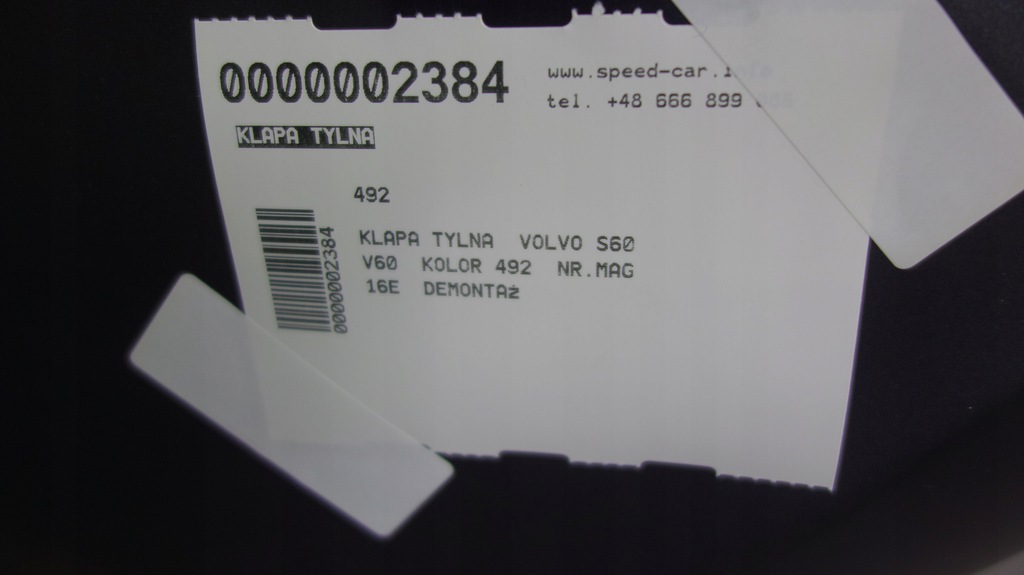 0000002384
www.speed-car.
tel. +48 666 899
KLAPA TYLNA
492
KLAPA TYLNA VOLVO S60
V60 KOLOR 492 NR.MAG
16E DEMONTAż
0000002384